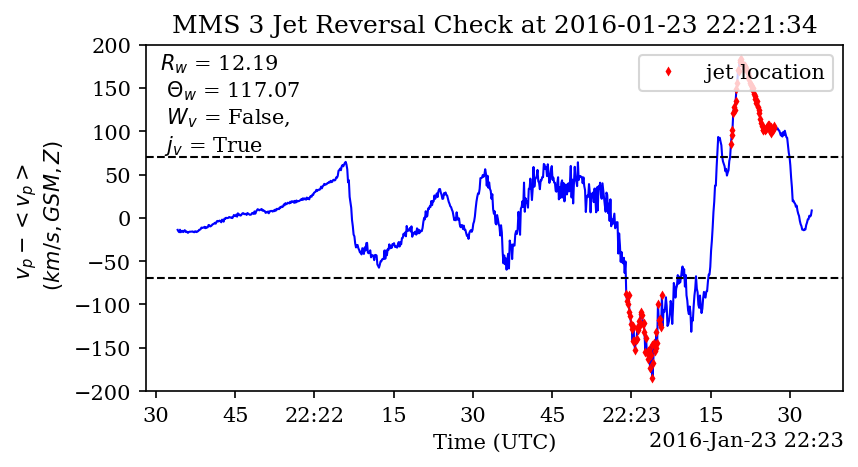 MMS 3 Jet Reversal Check at 2016-01-23 22:21:34
R_w = 12.19
Θ_w = 117.07
W_v = False,
j_v = True
jet location
v_p − < v_p >
(km/s, GSM, Z)
200
150
100
50
0
−50
−100
−150
−200
30 45 22:22 15 30 45 22:23 15 30
Time (UTC)
2016-Jan-23 22:23